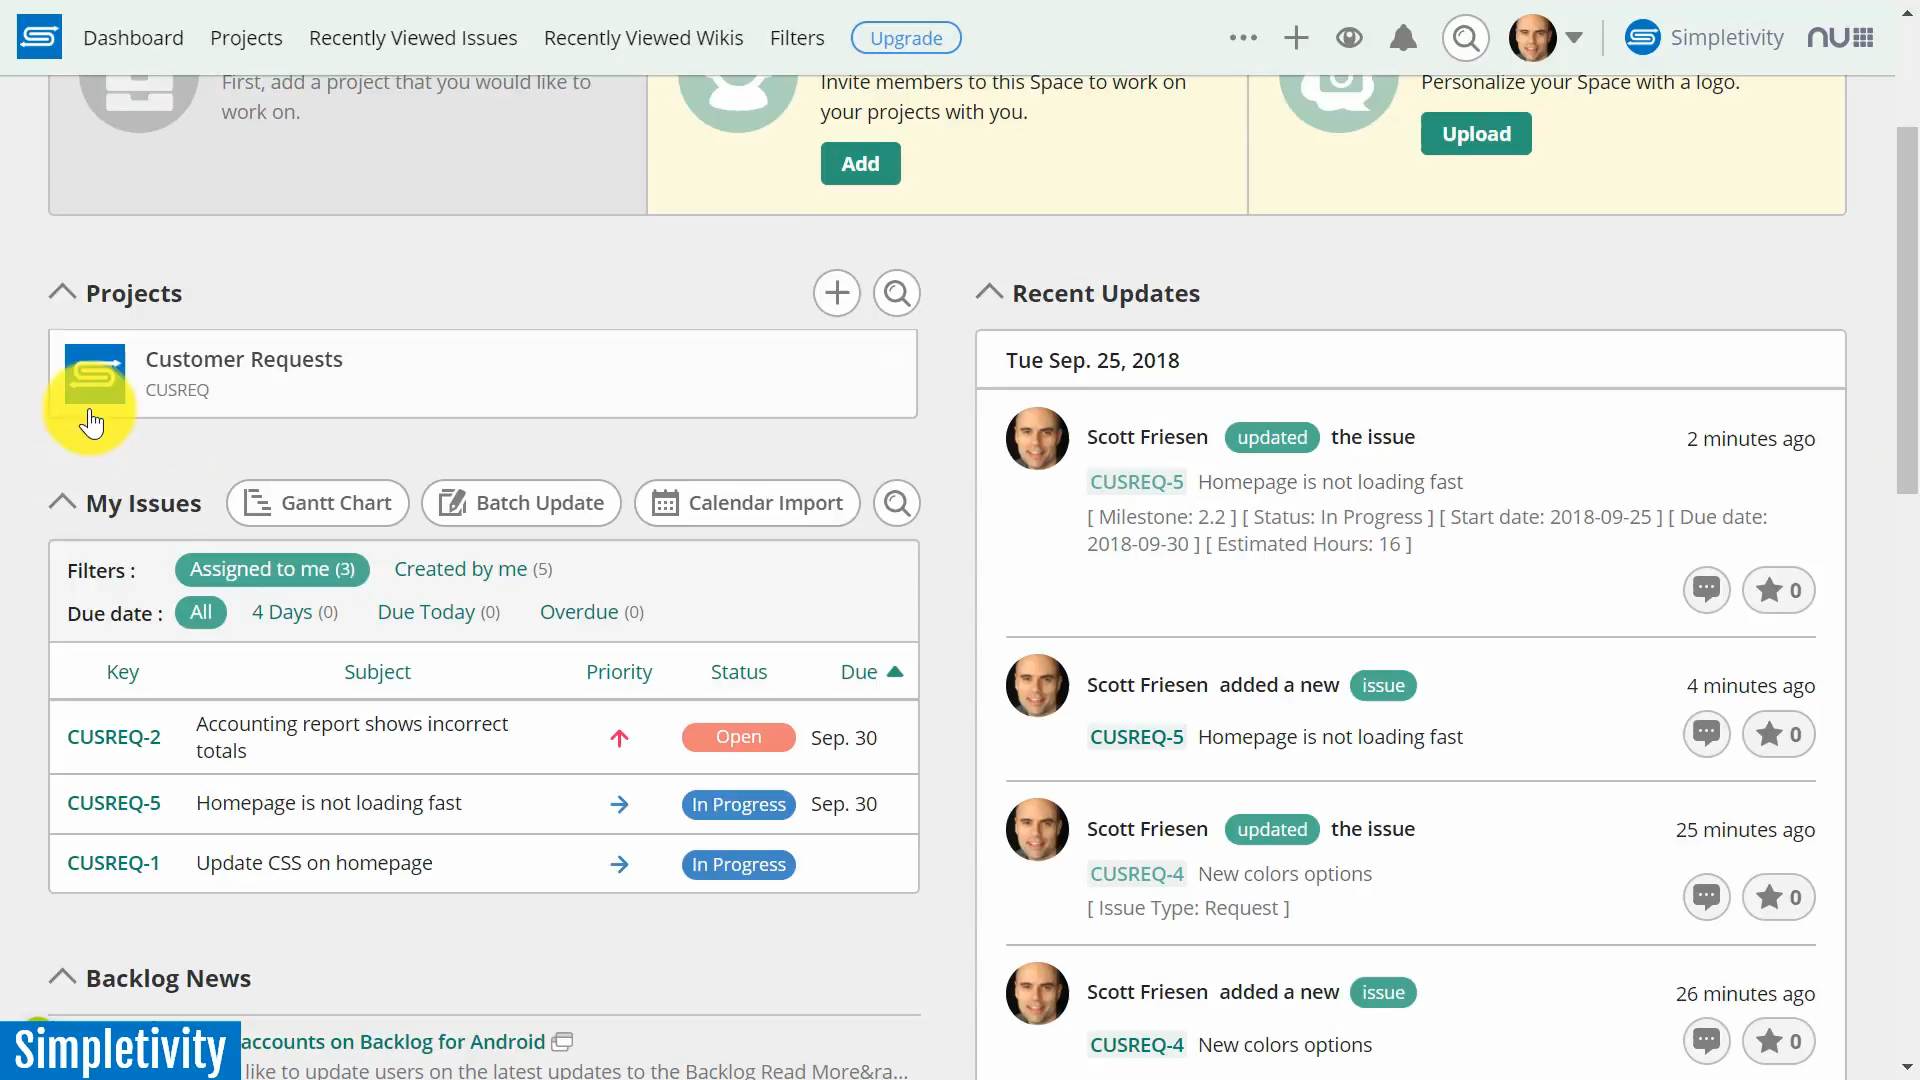 Dashboard Projects Recently Viewed Issues Recently Viewed Wikis Filters Upgrade Simpletivity nu
First, add a project that you would like to
work on.
Invite members to this Space to work on
your projects with you.
Add
Personalize your Space with a logo.
Upload
Projects
Customer Requests
CUSREQ
My Issues Gantt Chart Batch Update Calendar Import
Filters : Assigned to me (3) Created by me (5)
Due date : All 4 Days (0) Due Today (0) Overdue (0)
Key Subject Priority Status Due
CUSREQ-2 Accounting report shows incorrect
totals Open Sep. 30
CUSREQ-5 Homepage is not loading fast In Progress Sep. 30
CUSREQ-1 Update CSS on homepage In Progress
Backlog News
accounts on Backlog for Android
like to update users on the latest updates to the Backlog Read More&ra...
Simpletivity
Recent Updates
Tue Sep. 25, 2018
Scott Friesen updated the issue 2 minutes ago
CUSREQ-5 Homepage is not loading fast
[ Milestone: 2.2 ] [ Status: In Progress ] [ Start date: 2018-09-25 ] [ Due date:
2018-09-30 ] [ Estimated Hours: 16 ]
0
Scott Friesen added a new issue 4 minutes ago
CUSREQ-5 Homepage is not loading fast 0
Scott Friesen updated the issue 25 minutes ago
CUSREQ-4 New colors options
[ Issue Type: Request ] 0
Scott Friesen added a new issue 26 minutes ago
CUSREQ-4 New colors options 0